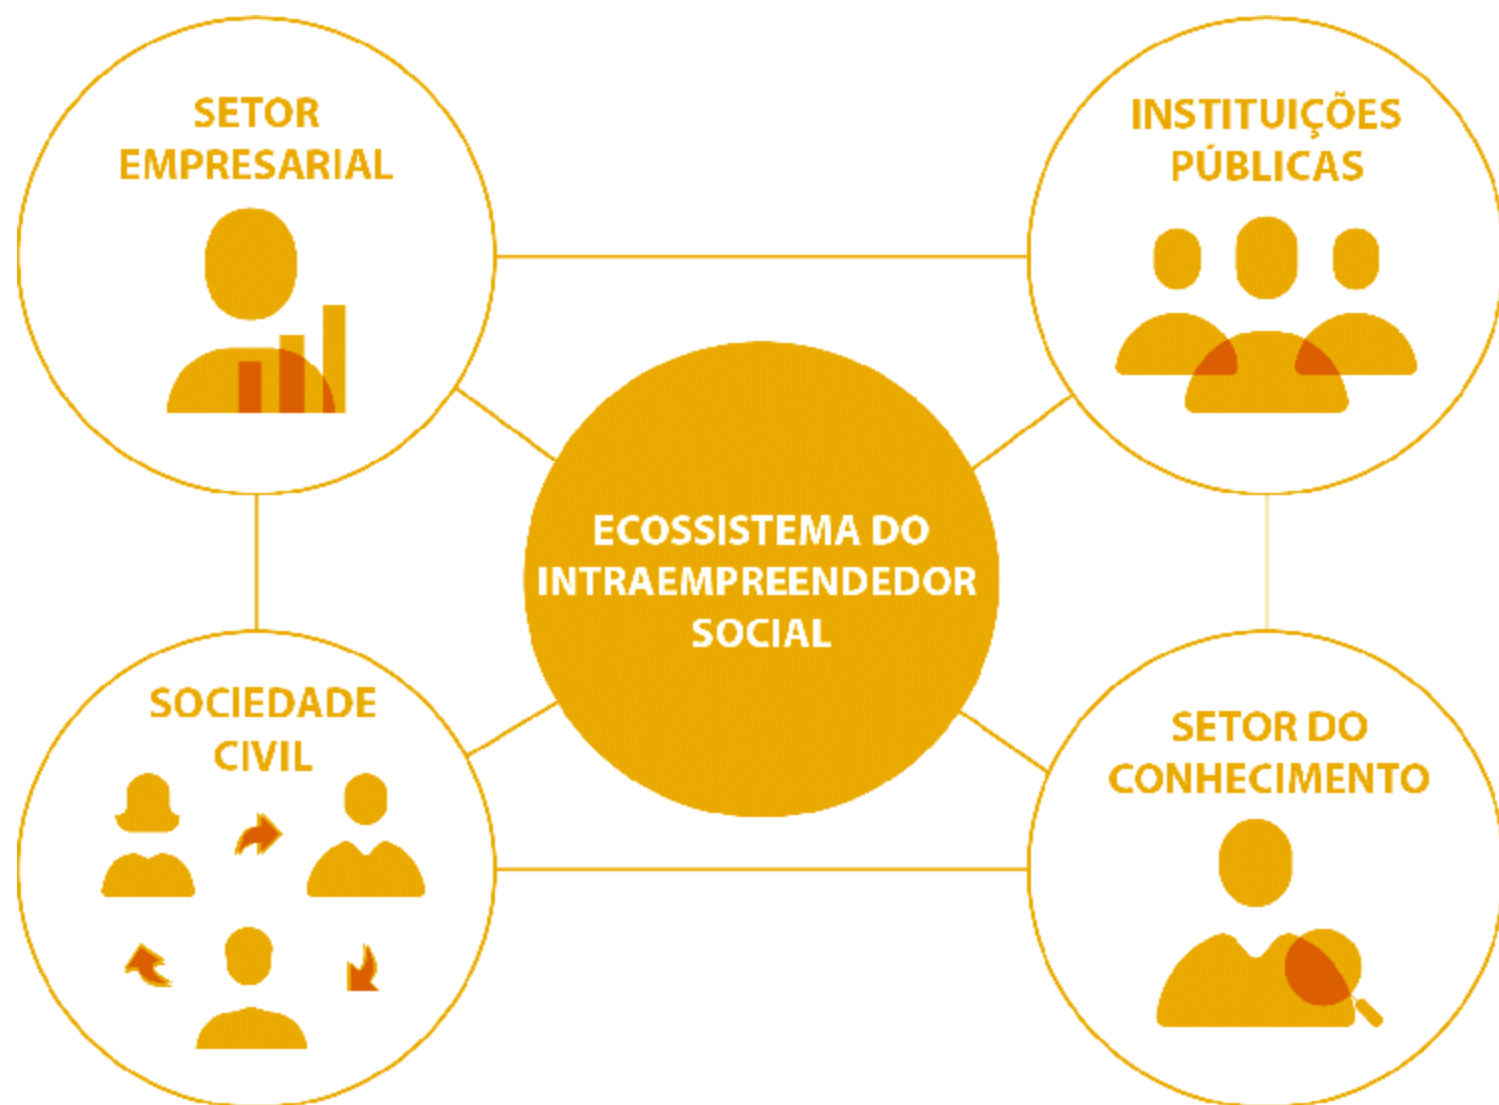 SETOR
EMPRESARIAL
INSTITUIÇÕES
PÚBLICAS
ECOSSISTEMA DO
INTRAEMPREENDEDOR
SOCIAL
SOCIEDADE
CIVIL
SETOR DO
CONHECIMENTO